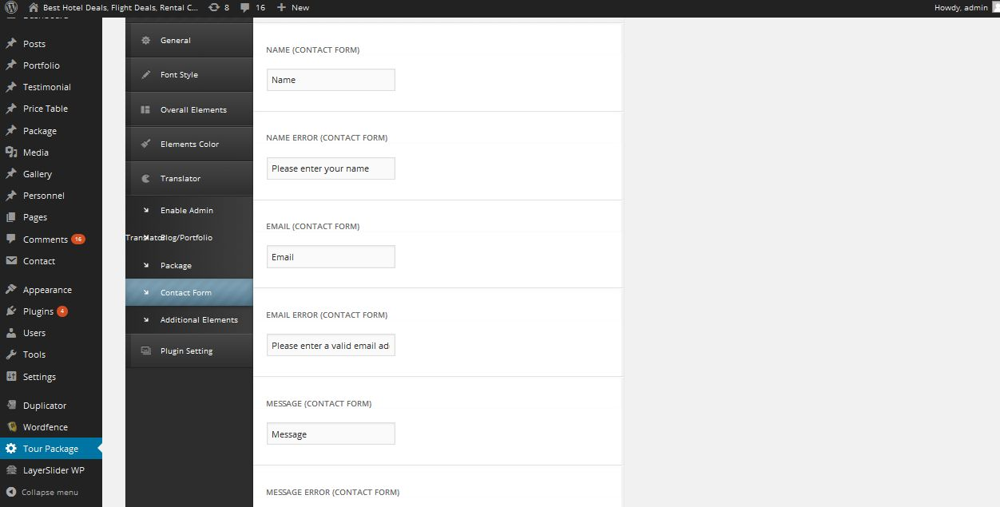 Best Hotel Deals, Flight Deals, Rental C... 8 16 New Howdy, admin
Posts
Portfolio
Testimonial
Price Table
Package
Media
Gallery
Personnel
Pages
Comments 16
Contact
Appearance
Plugins 4
Users
Tools
Settings
Duplicator
Wordfence
Tour Package
LayerSlider WP
Collapse menu
General
Font Style
Overall Elements
Elements Color
Translator
Enable Admin
Translator Blog/Portfolio
Package
Contact Form
Additional Elements
Plugin Setting
NAME (CONTACT FORM)
Name
NAME ERROR (CONTACT FORM)
Please enter your name
EMAIL (CONTACT FORM)
Email
EMAIL ERROR (CONTACT FORM)
Please enter a valid email ad
MESSAGE (CONTACT FORM)
Message
MESSAGE ERROR (CONTACT FORM)